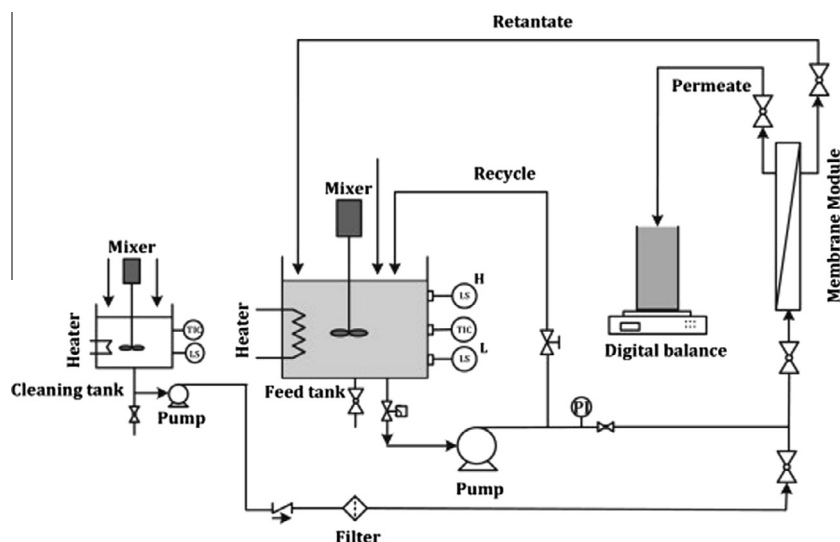 Retantate
Permeate
Recycle
Mixer
Membrane Module
Mixer
H
LS
TIC
Heater
TIC
LS
Heater
L
LS
Digital balance
Cleaning tank
Feed tank
Pump
PI
Pump
Filter